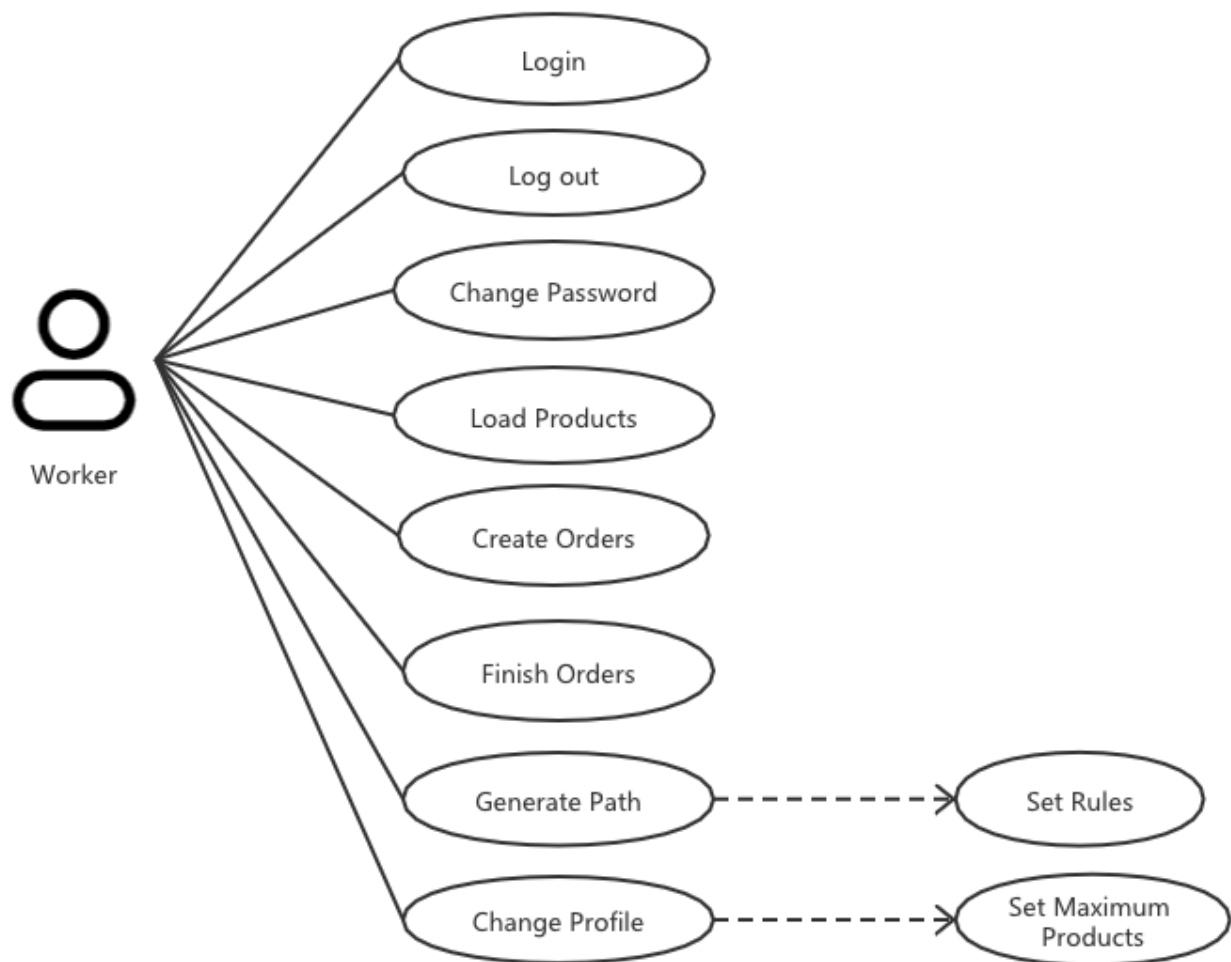 Login
Log out
Change Password
Load Products
Worker
Create Orders
Finish Orders
Generate Path
Set Rules
Change Profile
Set Maximum
Products